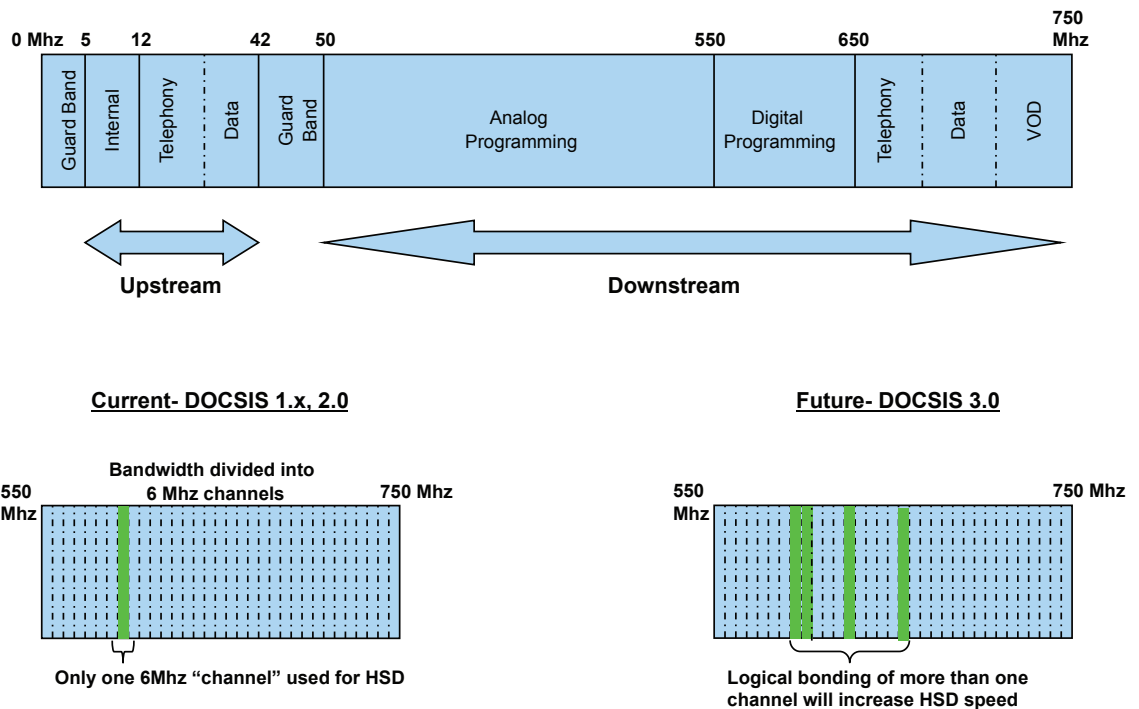 750
Mhz
0 Mhz 5 12 42 50 550 650
Guard Band
Internal
Telephony
Data
Guard
Band
Analog
Programming
Digital
Programming
Telephony
Data
VOD
Upstream
Downstream
Current- DOCSIS 1.x, 2.0
Bandwidth divided into
6 Mhz channels
550
Mhz
750 Mhz
Only one 6Mhz “channel” used for HSD
Future- DOCSIS 3.0
550
Mhz
750 Mhz
Logical bonding of more than one
channel will increase HSD speed